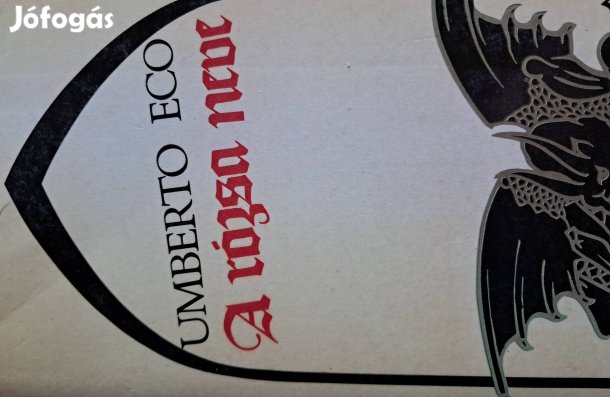 Jófogás
UMBERTO ECO
A rózsa neve